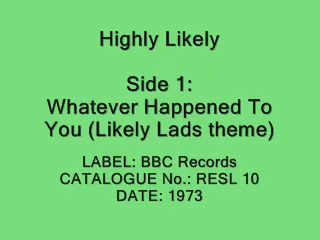 Highly Likely
Side 1:
Whatever Happened To
You (Likely Lads theme)
LABEL: BBC Records
CATALOGUE No.: RESL 10
DATE: 1973